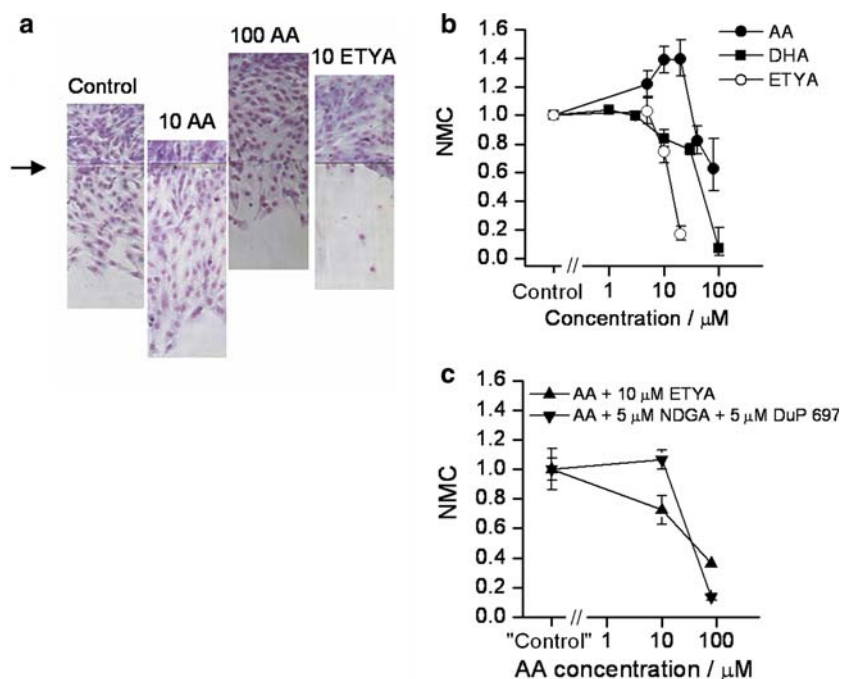 a
Control
10 AA
100 AA
10 ETYA
b
1.6
1.4
1.2
1.0
0.8
0.6
0.4
0.2
0.0
NMC
AA
DHA
ETYA
Control // 1 10 100
Concentration / μM
c
1.6
1.4
1.2
1.0
0.8
0.6
0.4
0.2
0.0
NMC
AA + 10 μM ETYA
AA + 5 μM NDGA + 5 μM DuP 697
"Control" // 1 10 100
AA concentration / μM